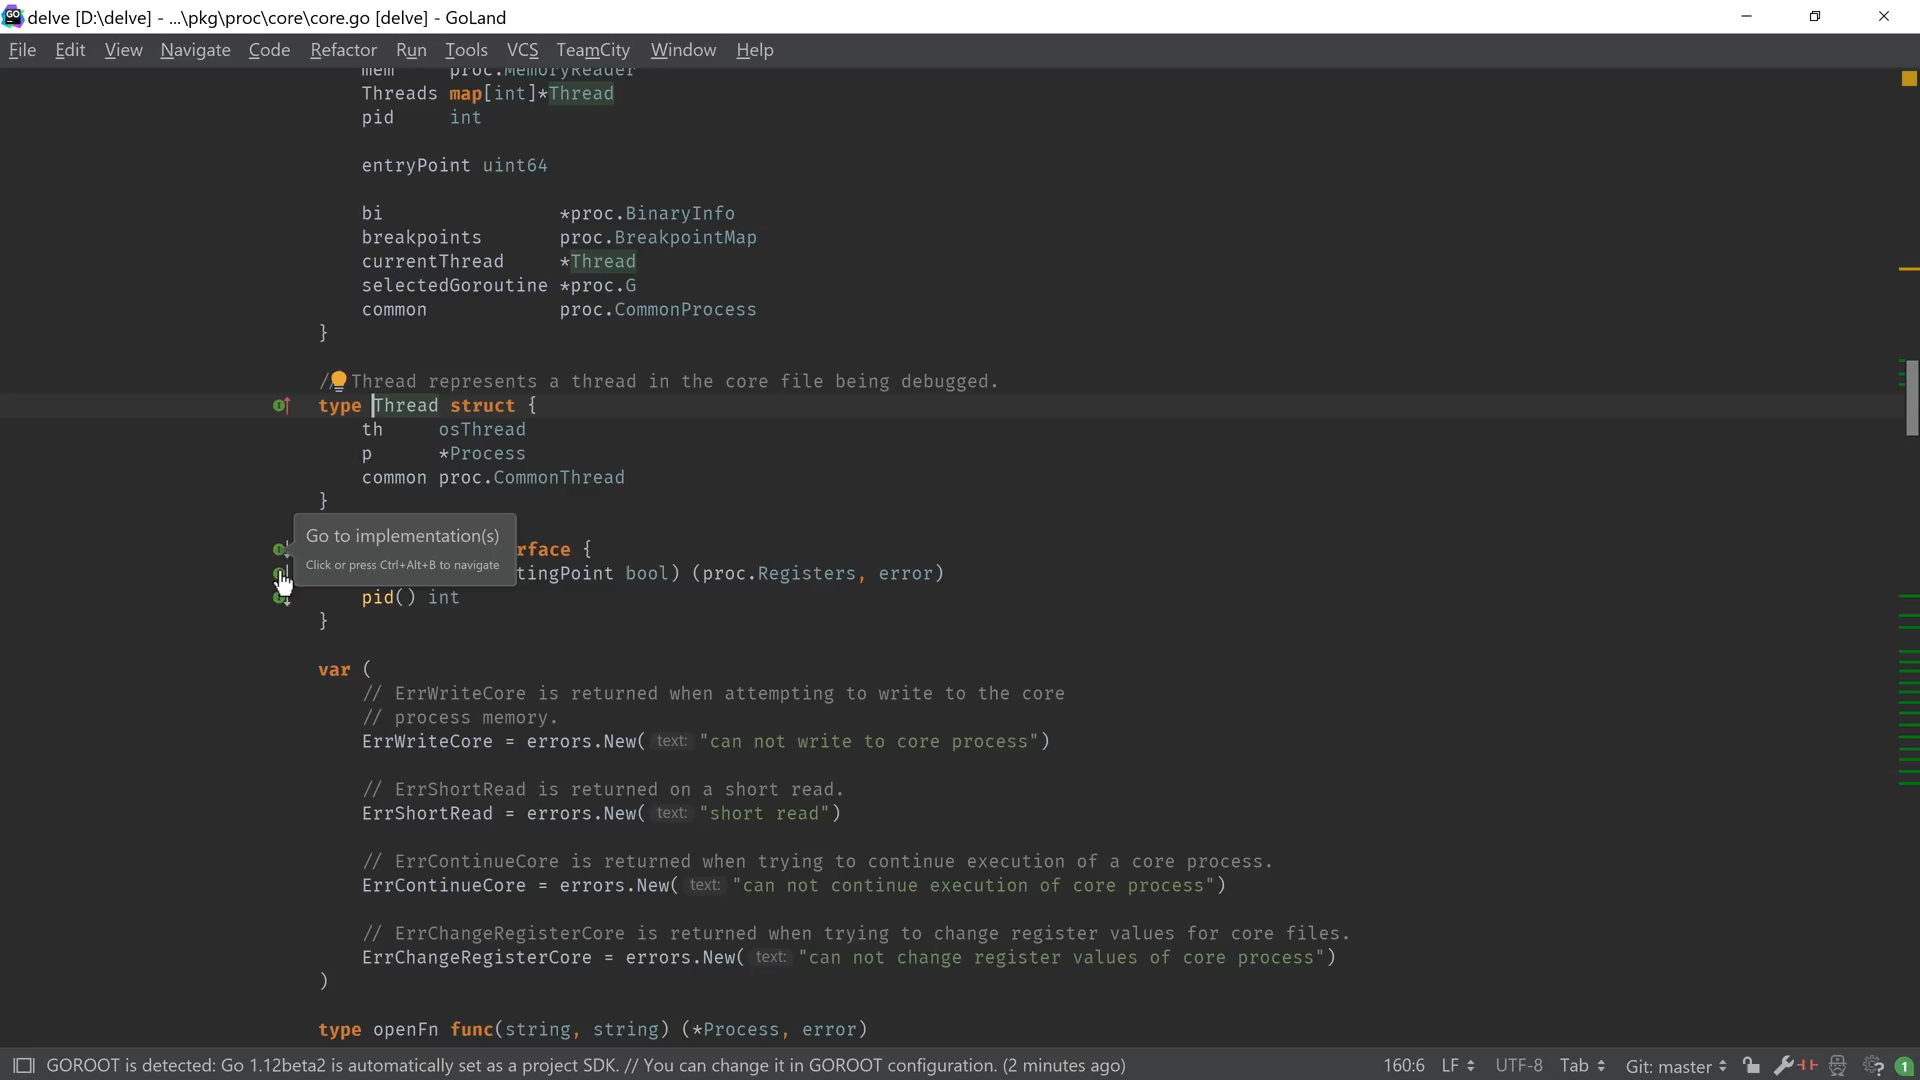 delve [D:\delve] - ...\pkg\proc\core\core.go [delve] - GoLand
File Edit View Navigate Code Refactor Run Tools VCS TeamCity Window Help
mem proc.MemoryReader
Threads map[int]*Thread
pid int
entryPoint uint64
bi *proc.BinaryInfo
breakpoints proc.BreakpointMap
currentThread *Thread
selectedGoroutine *proc.G
common proc.CommonProcess
}
// Thread represents a thread in the core file being debugged.
type Thread struct {
th osThread
p *Process
common proc.CommonThread
}
Go to implementation(s)
Click or press Ctrl+Alt+B to navigate
rface {
tingPoint bool) (proc.Registers, error)
pid() int
}
var (
// ErrWriteCore is returned when attempting to write to the core
// process memory.
ErrWriteCore = errors.New( text: "can not write to core process")
// ErrShortRead is returned on a short read.
ErrShortRead = errors.New( text: "short read")
// ErrContinueCore is returned when trying to continue execution of a core process.
ErrContinueCore = errors.New( text: "can not continue execution of core process")
// ErrChangeRegisterCore is returned when trying to change register values for core files.
ErrChangeRegisterCore = errors.New( text: "can not change register values of core process")
)
type openFn func(string, string) (*Process, error)
GOROOT is detected: Go 1.12beta2 is automatically set as a project SDK. // You can change it in GOROOT configuration. (2 minutes ago) 160:6 LF UTF-8 Tab Git: master 1